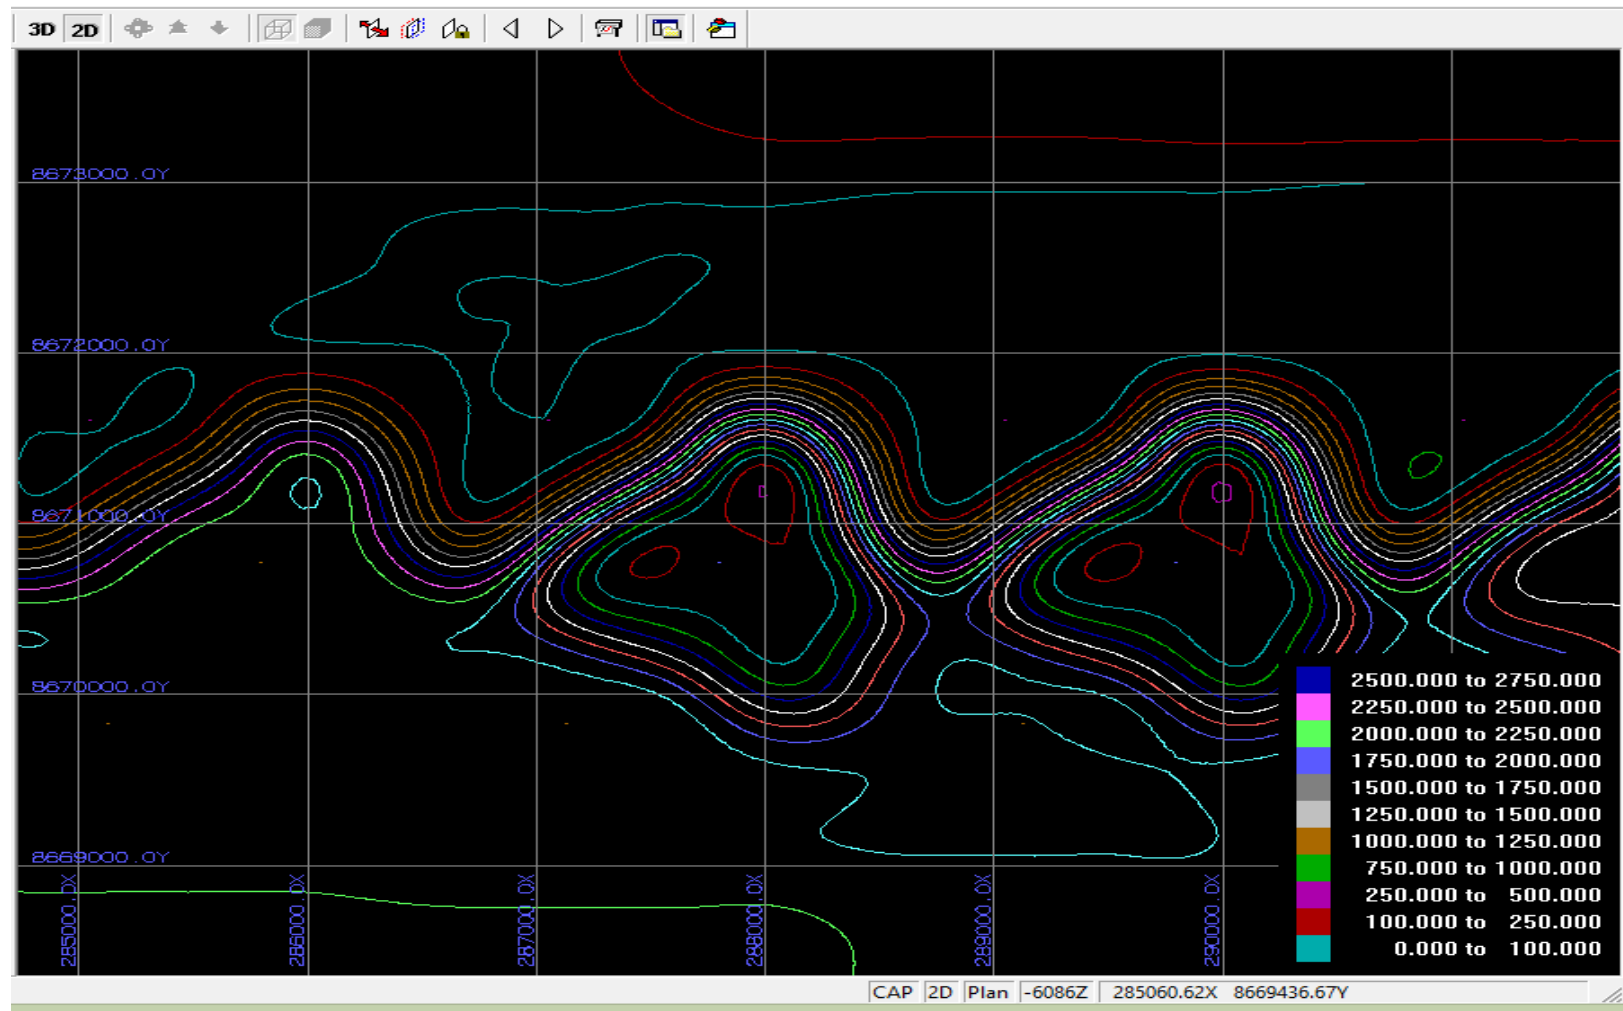 3D 2D
8673000.0Y
8672000.0Y
8671000.0Y
8670000.0Y
8669000.0Y
285000.0X
286000.0X
287000.0X
288000.0X
289000.0X
290000.0X
2500.000 to 2750.000
2250.000 to 2500.000
2000.000 to 2250.000
1750.000 to 2000.000
1500.000 to 1750.000
1250.000 to 1500.000
1000.000 to 1250.000
750.000 to 1000.000
250.000 to 500.000
100.000 to 250.000
0.000 to 100.000
CAP 2D Plan -6086Z 285060.62X 8669436.67Y